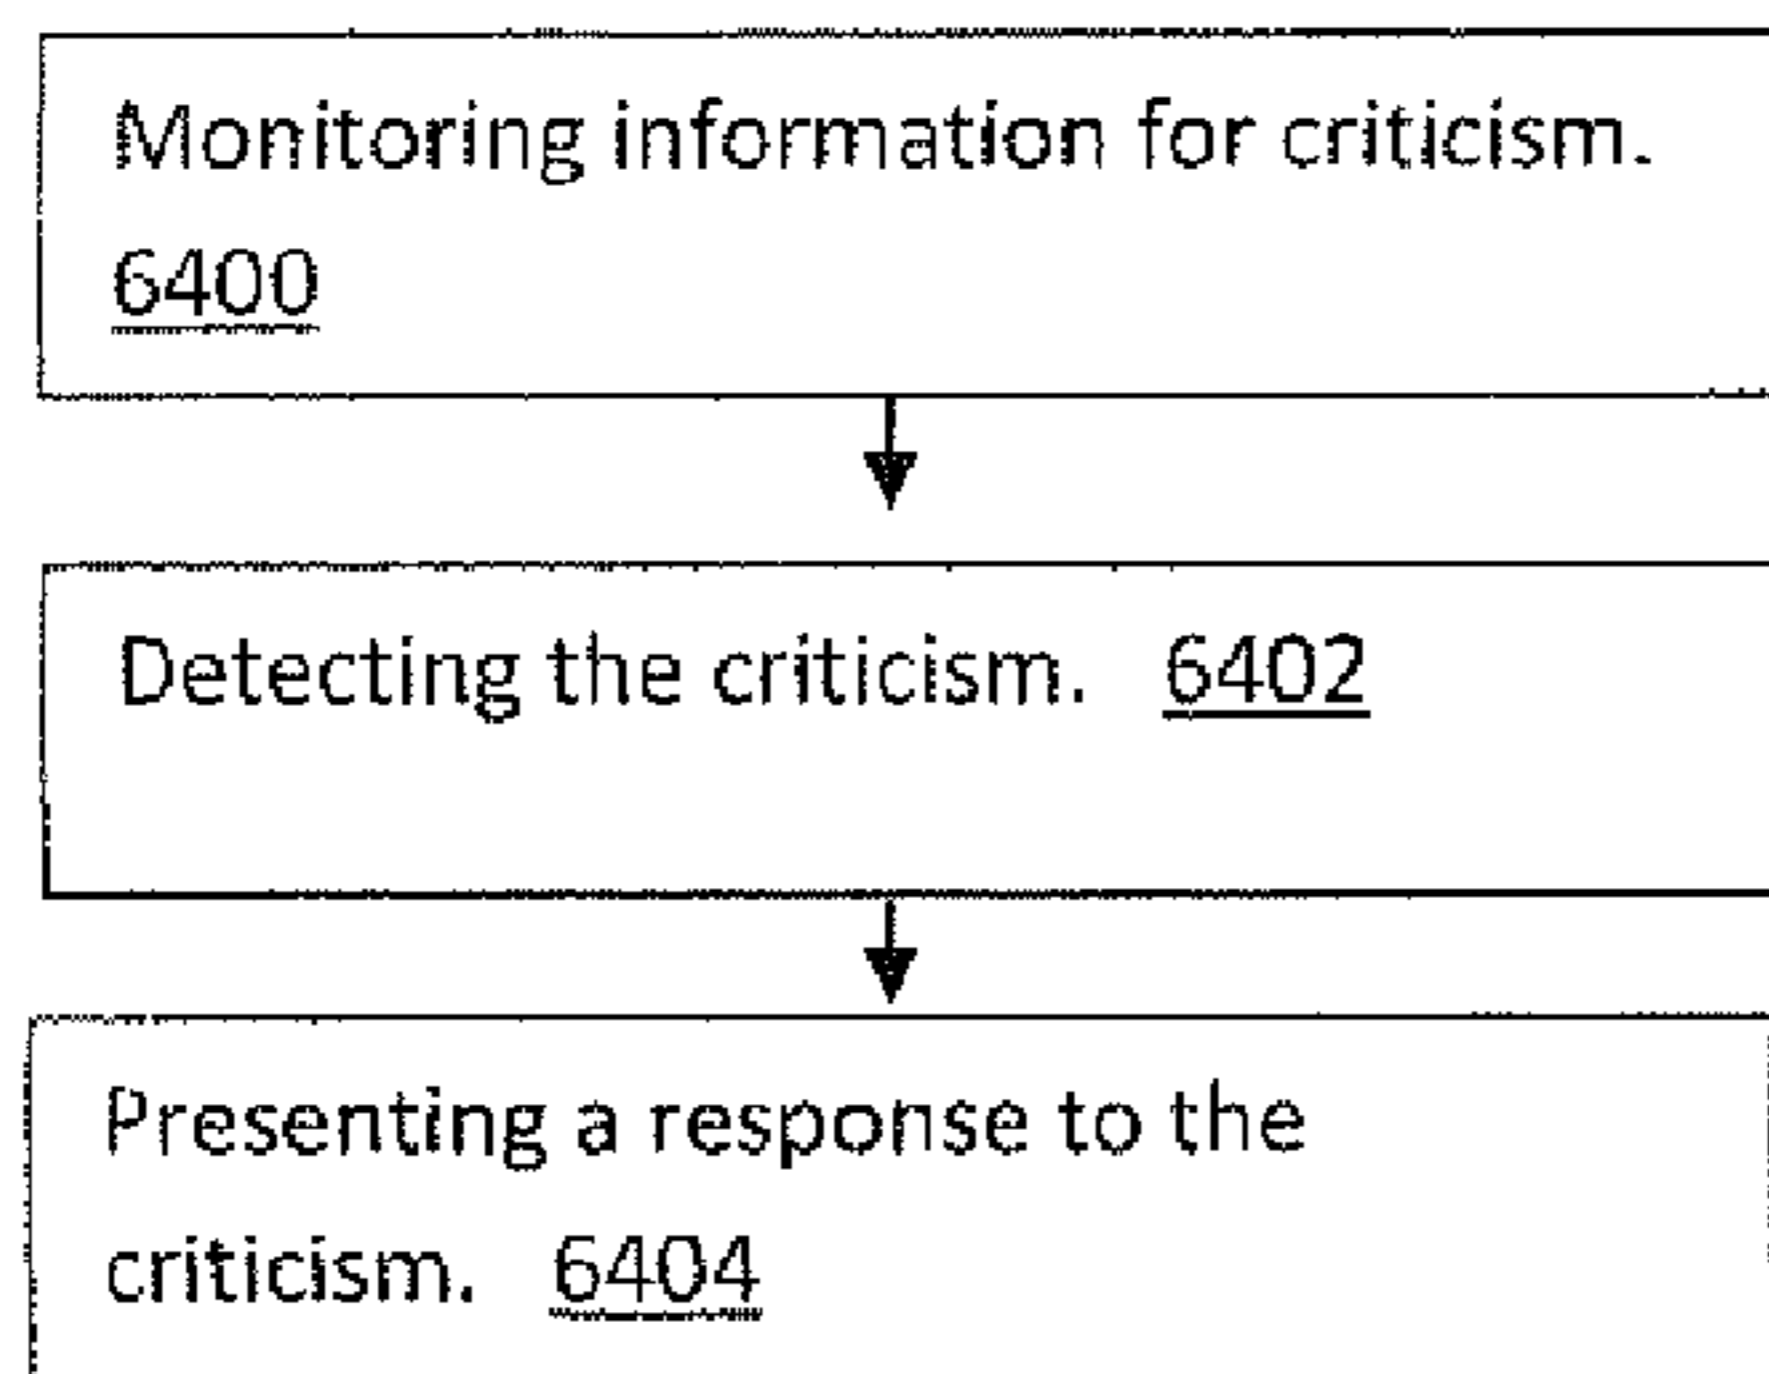 Monitoring information for criticism.
6400
Detecting the criticism. 6402
Presenting a response to the
criticism. 6404